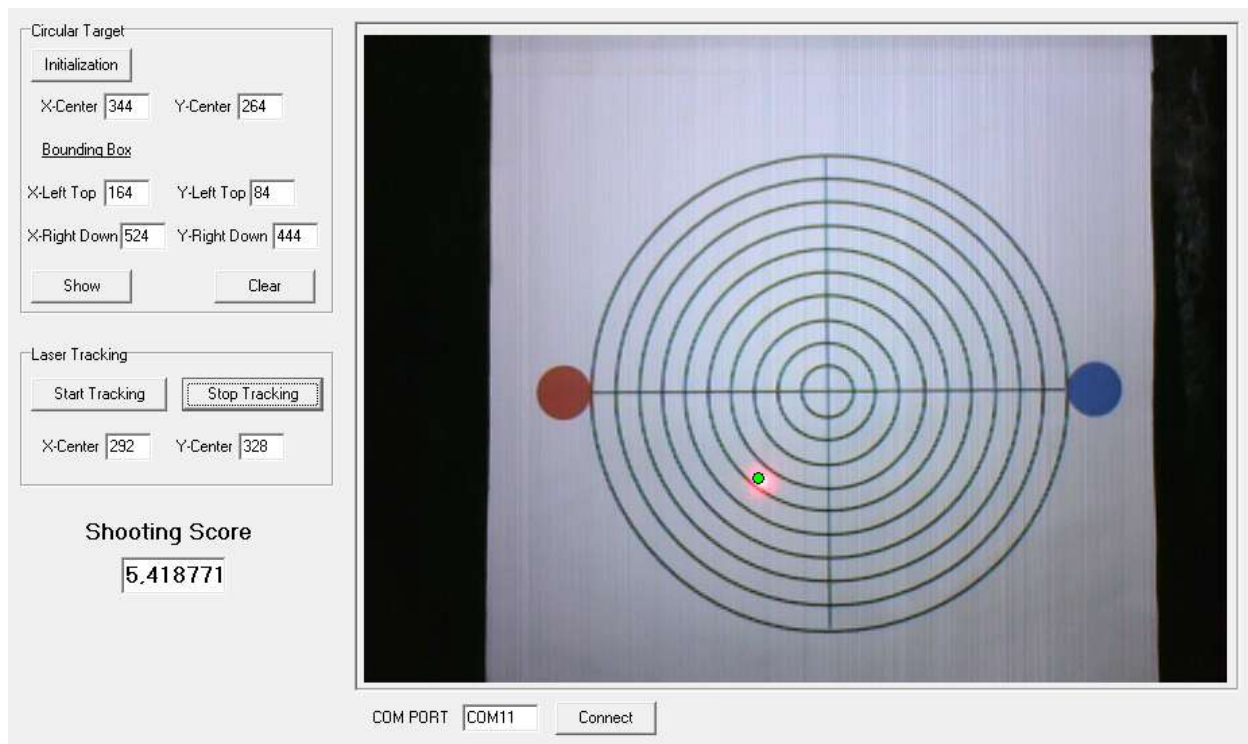 Circular Target
Initialization
X-Center 344 Y-Center 264
Bounding Box
X-Left Top 164 Y-Left Top 84
X-Right Down 524 Y-Right Down 444
Show Clear
Laser Tracking
Start Tracking Stop Tracking
X-Center 292 Y-Center 328
Shooting Score
5,418771
COM PORT COM11 Connect